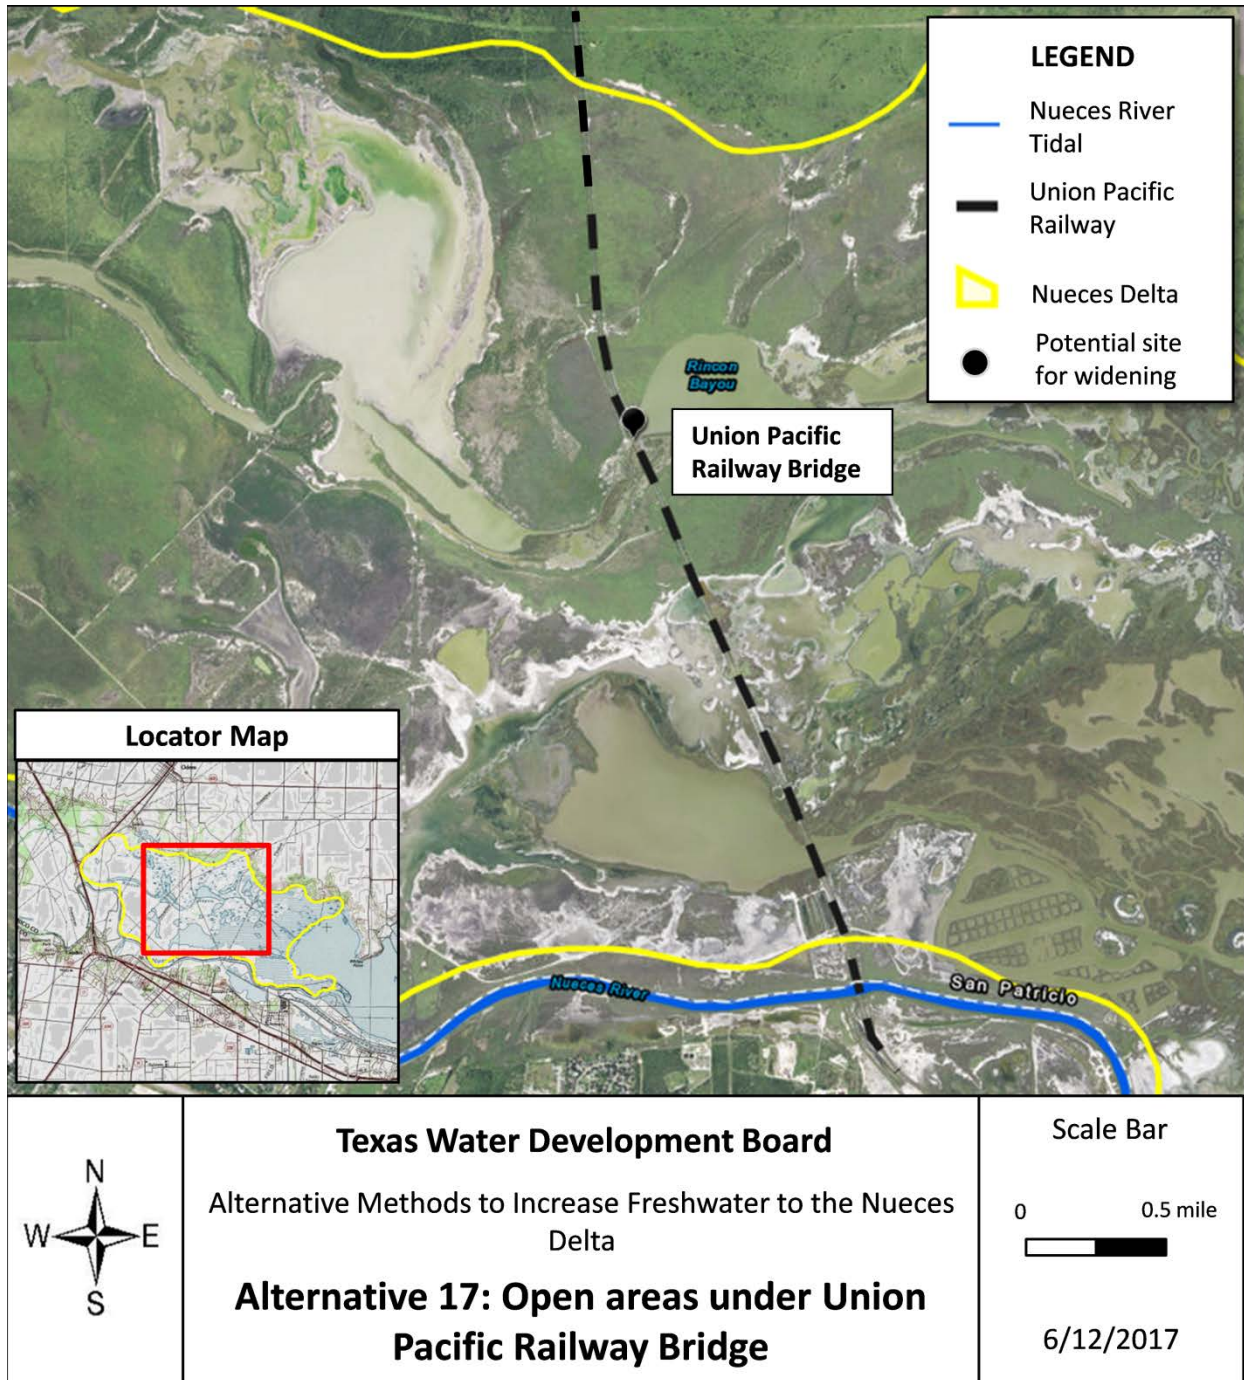 LEGEND
Nueces River
Tidal
Union Pacific
Railway
Nueces Delta
Potential site
for widening
Rincon
Bayou
Union Pacific
Railway Bridge
Locator Map
Nueces River
San Patricio
N
W
E
S
Texas Water Development Board
Alternative Methods to Increase Freshwater to the Nueces
Delta
Alternative 17: Open areas under Union
Pacific Railway Bridge
Scale Bar
0
0.5 mile
6/12/2017